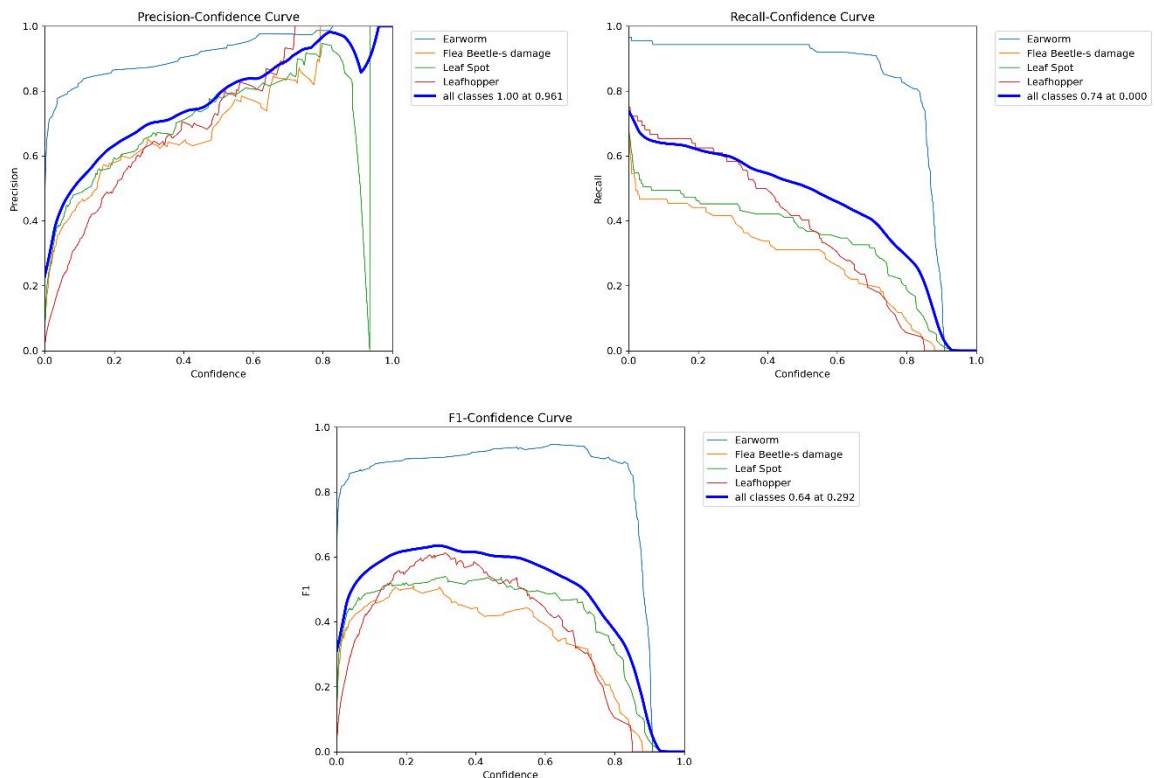 Precision-Confidence Curve
1.0
0.8
0.6
0.4
0.2
0.0
Precision
0.0 0.2 0.4 0.6 0.8 1.0
Confidence
Earworm
Flea Beetle-s damage
Leaf Spot
Leafhopper
all classes 1.00 at 0.961
Recall-Confidence Curve
1.0
0.8
0.6
0.4
0.2
0.0
Recall
0.0 0.2 0.4 0.6 0.8 1.0
Confidence
Earworm
Flea Beetle-s damage
Leaf Spot
Leafhopper
all classes 0.74 at 0.000
F1-Confidence Curve
1.0
0.8
0.6
0.4
0.2
0.0
F1
0.0 0.2 0.4 0.6 0.8 1.0
Confidence
Earworm
Flea Beetle-s damage
Leaf Spot
Leafhopper
all classes 0.64 at 0.292